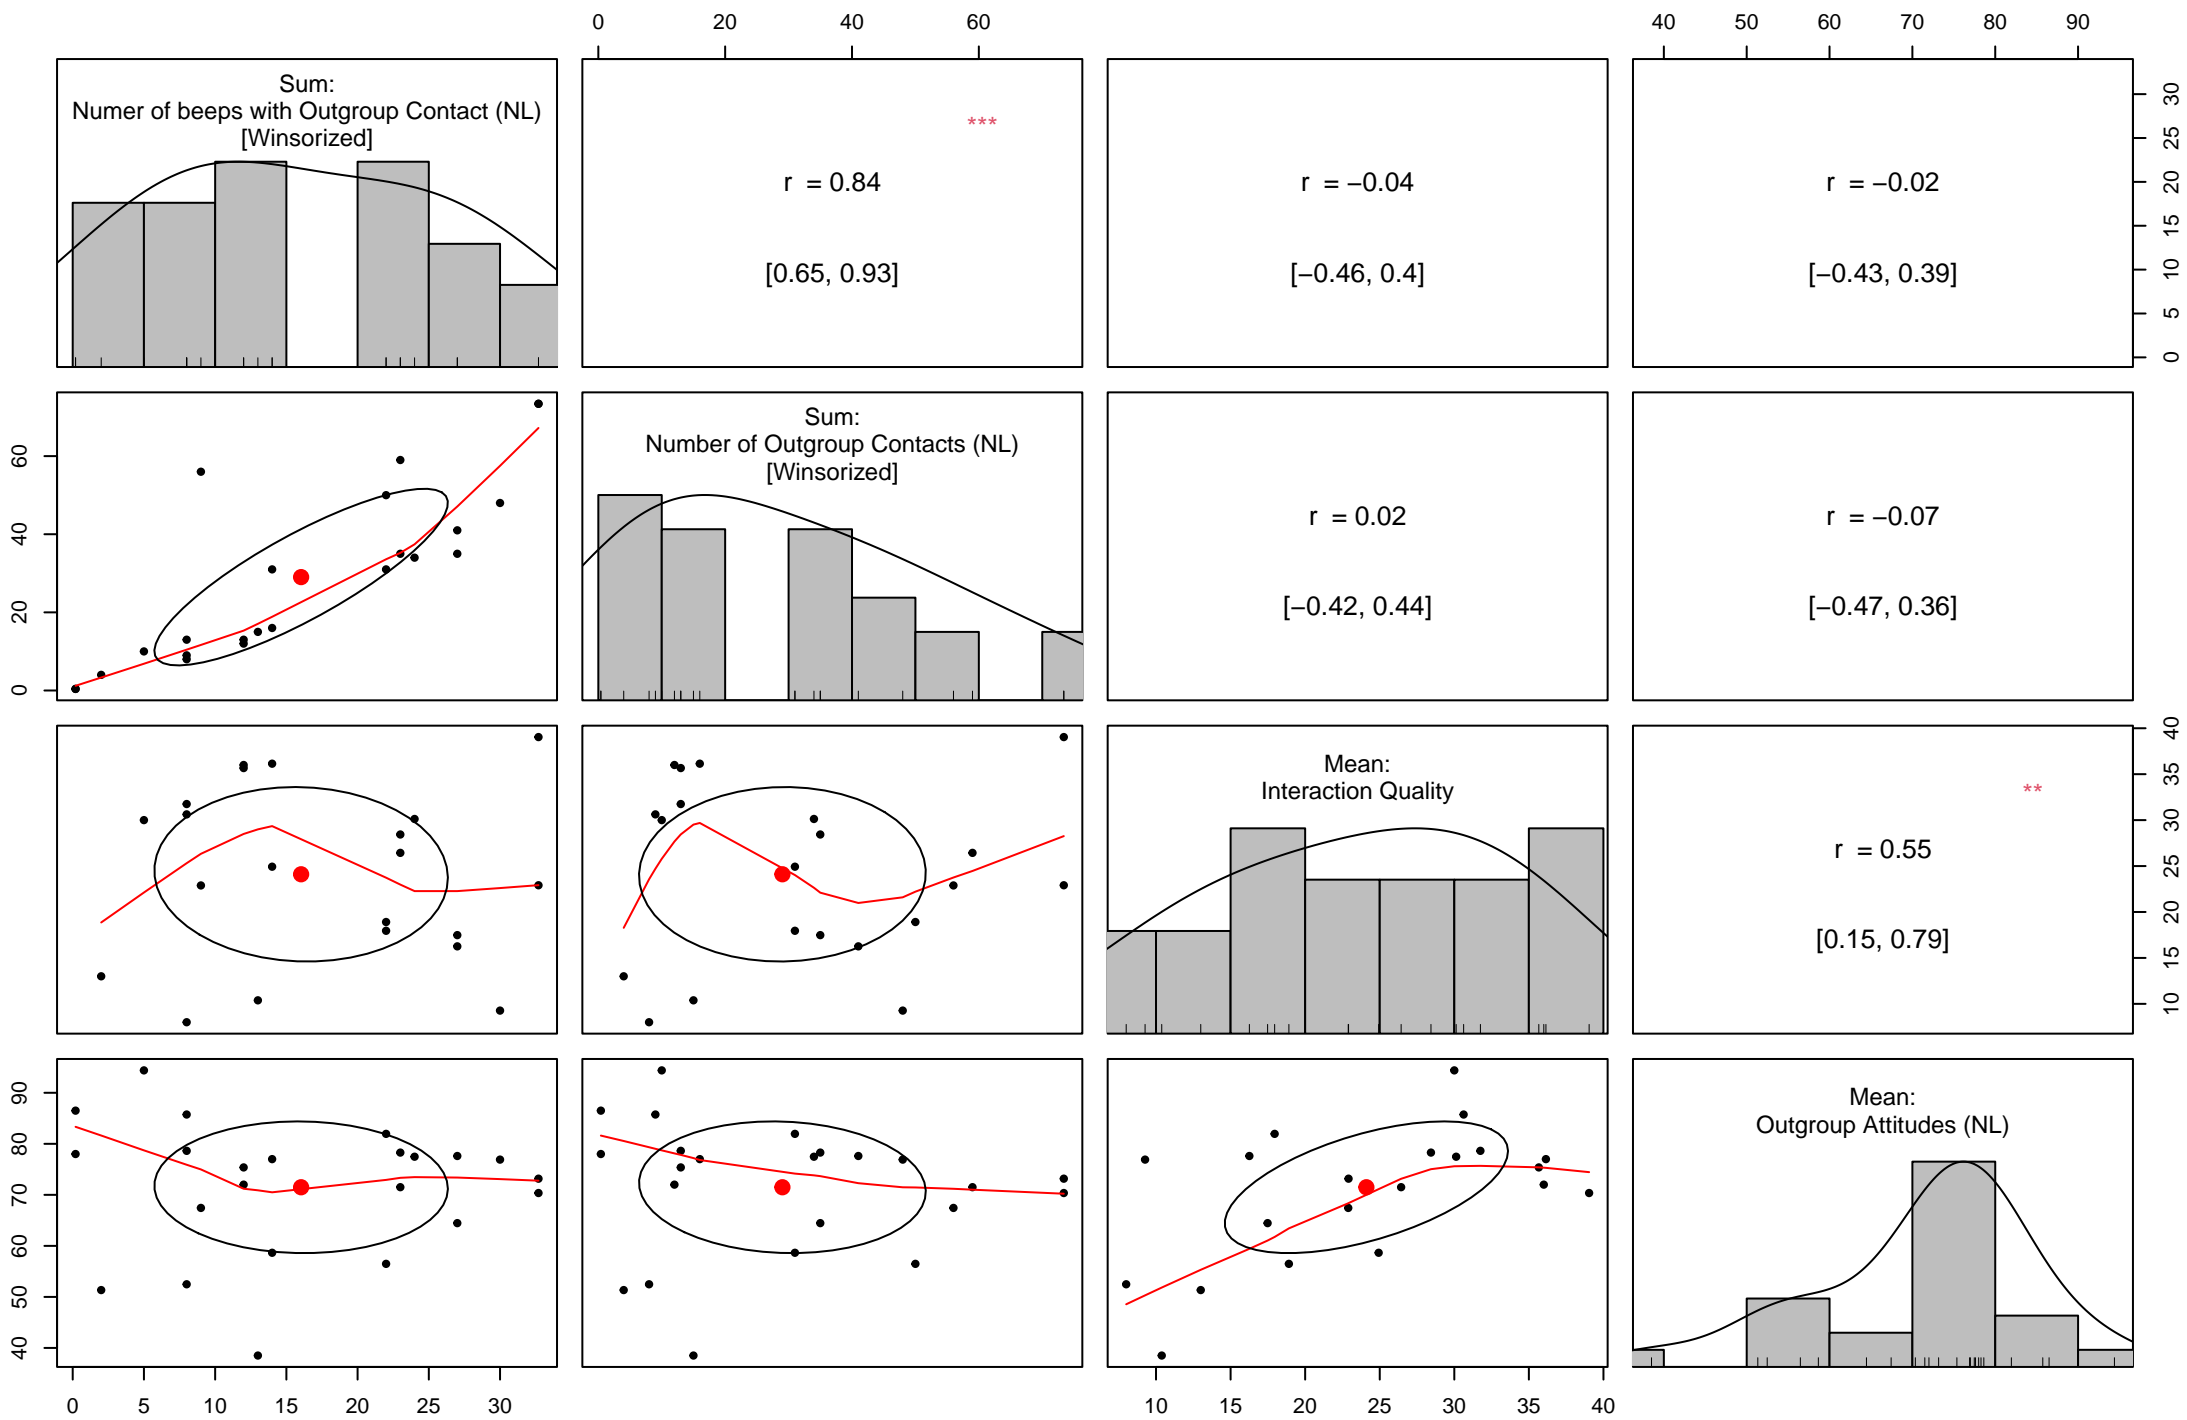 0 20 40 60
40 50 60 70 80 90
Sum:
Numer of beeps with Outgroup Contact (NL)
[Winsorized]
***
r = 0.84
[0.65, 0.93]
r = −0.04
[−0.46, 0.4]
r = −0.02
[−0.43, 0.39]
0 5 10 15 20 25 30
0 20 40 60
Sum:
Number of Outgroup Contacts (NL)
[Winsorized]
r = 0.02
[−0.42, 0.44]
r = −0.07
[−0.47, 0.36]
Mean:
Interaction Quality
**
r = 0.55
[0.15, 0.79]
10 15 20 25 30 35 40
40 50 60 70 80 90
Mean:
Outgroup Attitudes (NL)
0 5 10 15 20 25 30
10 15 20 25 30 35 40